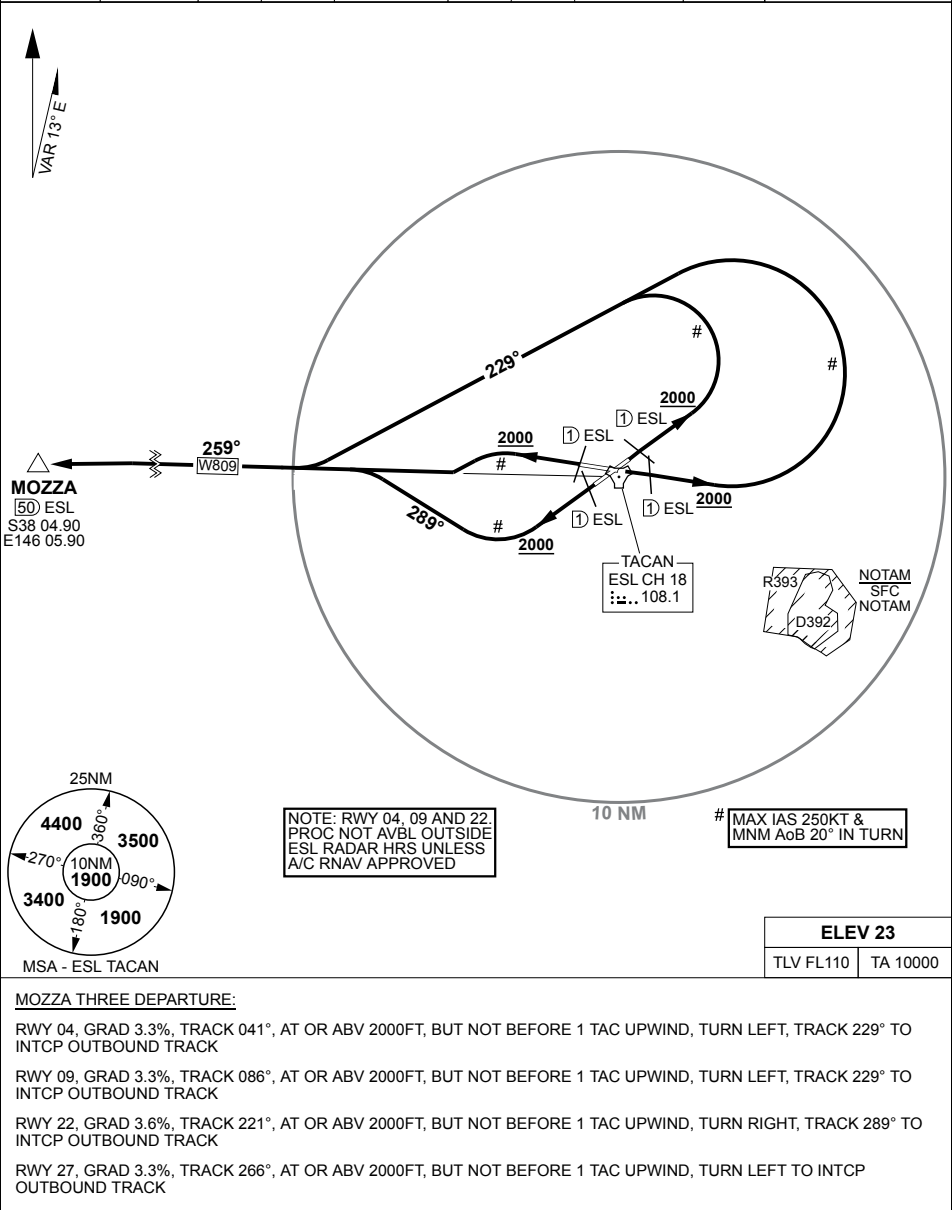 VAR 13° E
#
#
229°
2000
1 ESL
1 ESL
2000
#
259°
W809
MOZZA
50 ESL
S38 04.90
E146 05.90
289°
#
2000
1 ESL
1 ESL
2000
TACAN
ESL CH 18
108.1
R393
D392
NOTAM
SFC
NOTAM
10 NM
25NM
4400
360°
3500
270°
10NM
1900
090°
3400
180°
1900
MSA - ESL TACAN
NOTE: RWY 04, 09 AND 22.
PROC NOT AVBL OUTSIDE
ESL RADAR HRS UNLESS
A/C RNAV APPROVED
# MAX IAS 250KT &
MNM AoB 20° IN TURN
ELEV 23
TLV FL110 TA 10000
MOZZA THREE DEPARTURE:
RWY 04, GRAD 3.3%, TRACK 041°, AT OR ABV 2000FT, BUT NOT BEFORE 1 TAC UPWIND, TURN LEFT, TRACK 229° TO
INTCP OUTBOUND TRACK
RWY 09, GRAD 3.3%, TRACK 086°, AT OR ABV 2000FT, BUT NOT BEFORE 1 TAC UPWIND, TURN LEFT, TRACK 229° TO
INTCP OUTBOUND TRACK
RWY 22, GRAD 3.6%, TRACK 221°, AT OR ABV 2000FT, BUT NOT BEFORE 1 TAC UPWIND, TURN RIGHT, TRACK 289° TO
INTCP OUTBOUND TRACK
RWY 27, GRAD 3.3%, TRACK 266°, AT OR ABV 2000FT, BUT NOT BEFORE 1 TAC UPWIND, TURN LEFT TO INTCP
OUTBOUND TRACK